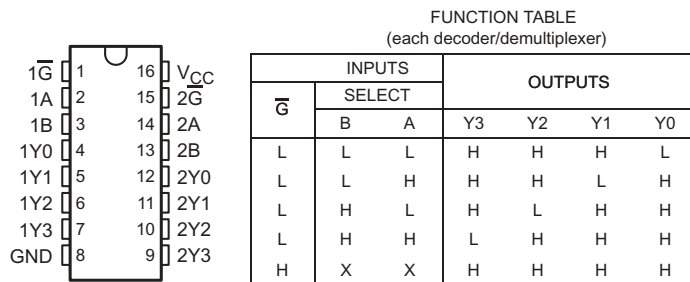 1G̅ 1 16 VCC
1A 2 15 2G̅
1B 3 14 2A
1Y0 4 13 2B
1Y1 5 12 2Y0
1Y2 6 11 2Y1
1Y3 7 10 2Y2
GND 8 9 2Y3
FUNCTION TABLE
(each decoder/demultiplexer)
INPUTS OUTPUTS
G̅ SELECT
B A Y3 Y2 Y1 Y0
L L L H H H L
L L H H H L H
L H L H L H H
L H H L H H H
H X X H H H H